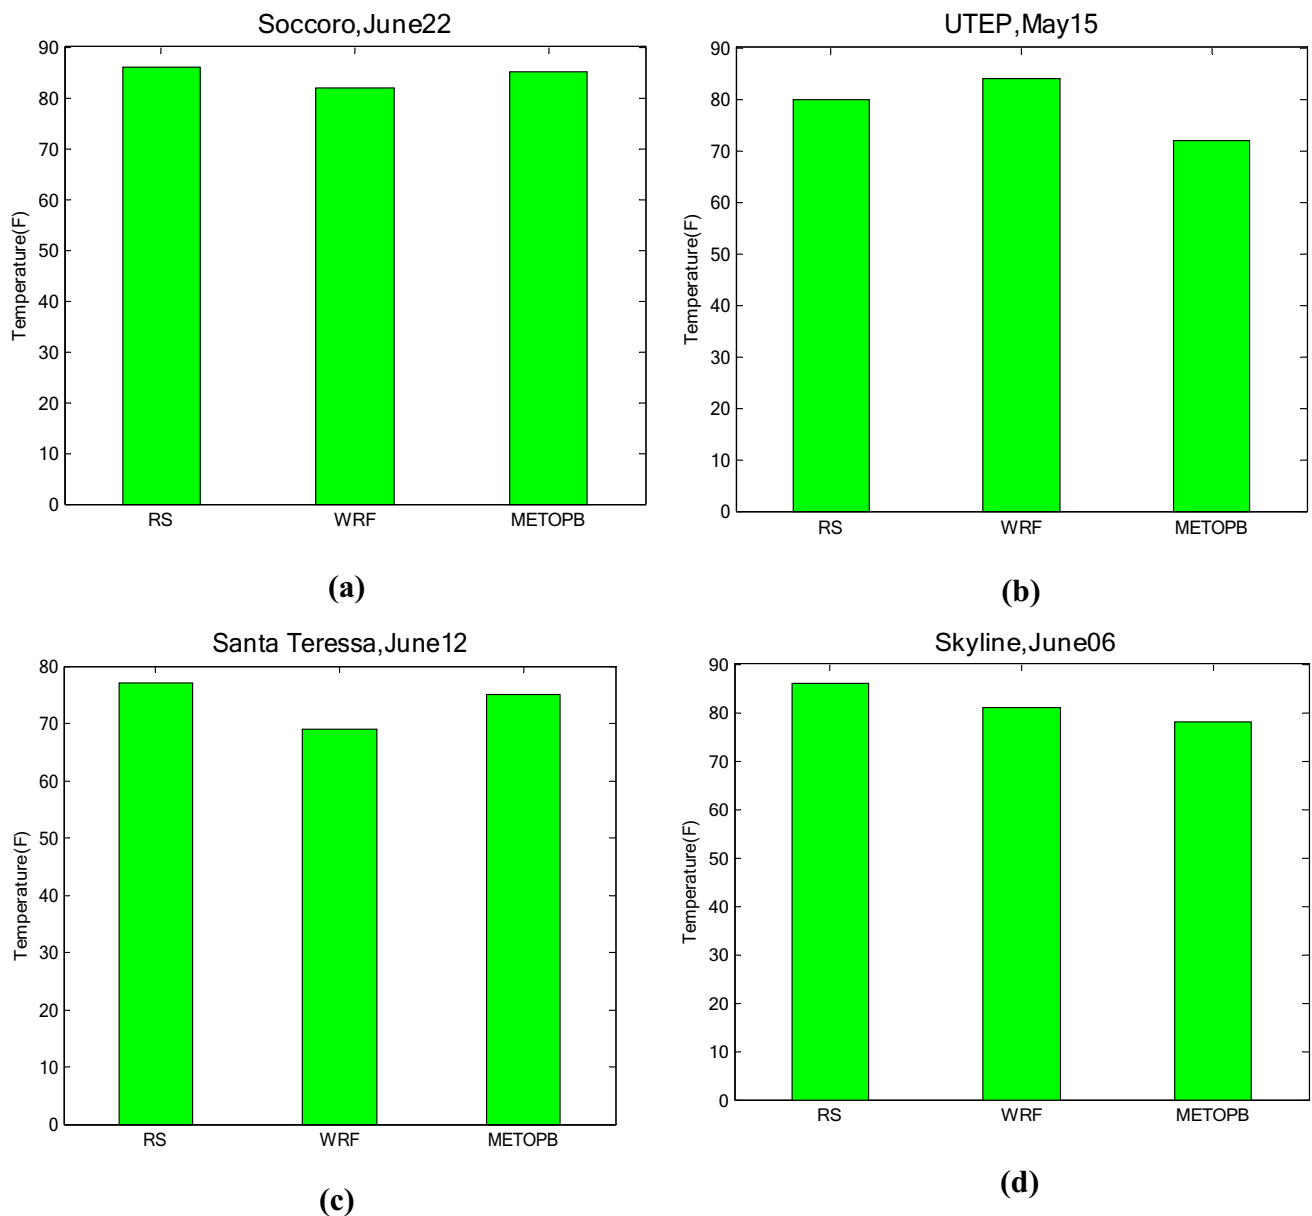 Soccoro,June22
90
80
70
60
50
40
30
20
10
0
Temperature(F)
RS WRF METOPB
(a)
UTEP,May15
90
80
70
60
50
40
30
20
10
0
Temperature(F)
RS WRF METOPB
(b)
Santa Teressa,June12
80
70
60
50
40
30
20
10
0
Temperature(F)
RS WRF METOPB
(c)
Skyline,June06
90
80
70
60
50
40
30
20
10
0
Temperature(F)
RS WRF METOPB
(d)